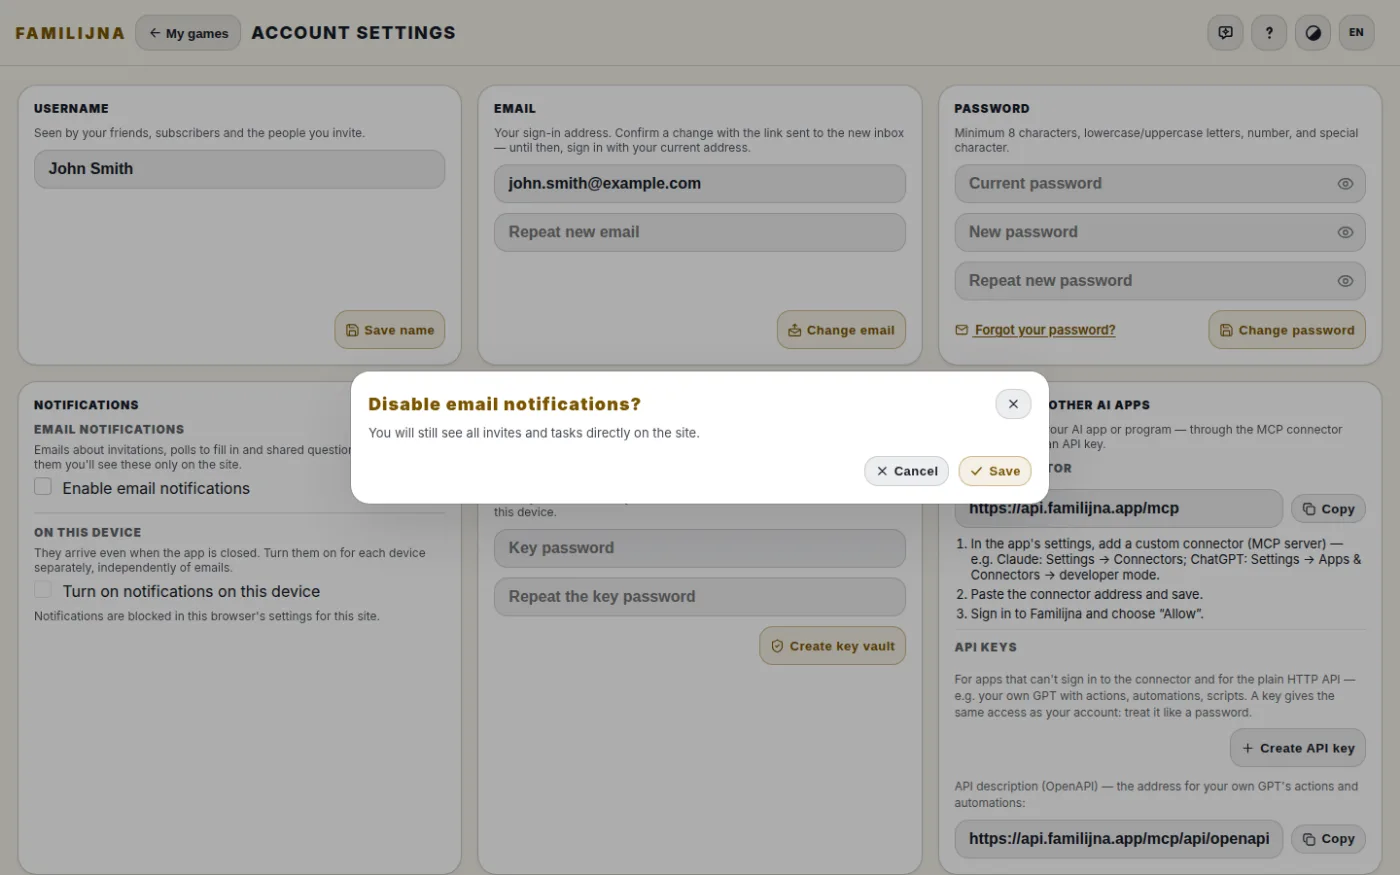 FAMILIJNA
My games
ACCOUNT SETTINGS
?
EN
USERNAME
Seen by your friends, subscribers and the people you invite.
John Smith
Save name
EMAIL
Your sign-in address. Confirm a change with the link sent to the new inbox
— until then, sign in with your current address.
john.smith@example.com
Repeat new email
Change email
PASSWORD
Minimum 8 characters, lowercase/uppercase letters, number, and special
character.
Current password
New password
Repeat new password
Forgot your password?
Change password
Disable email notifications?
You will still see all invites and tasks directly on the site.
Cancel
Save
NOTIFICATIONS
EMAIL NOTIFICATIONS
Emails about invitations, polls to fill in and shared question
them you'll see these only on the site.
Enable email notifications
ON THIS DEVICE
They arrive even when the app is closed. Turn them on for each device
separately, independently of emails.
Turn on notifications on this device
Notifications are blocked in this browser's settings for this site.
this device.
Key password
Repeat the key password
Create key vault
OTHER AI APPS
our AI app or program — through the MCP connector
an API key.
TOR
https://api.familijna.app/mcp
Copy
1. In the app's settings, add a custom connector (MCP server) —
e.g. Claude: Settings → Connectors; ChatGPT: Settings → Apps &
Connectors → developer mode.
2. Paste the connector address and save.
3. Sign in to Familijna and choose “Allow”.
API KEYS
For apps that can't sign in to the connector and for the plain HTTP API —
e.g. your own GPT with actions, automations, scripts. A key gives the
same access as your account: treat it like a password.
Create API key
API description (OpenAPI) — the address for your own GPT's actions and
automations:
https://api.familijna.app/mcp/api/openapi
Copy